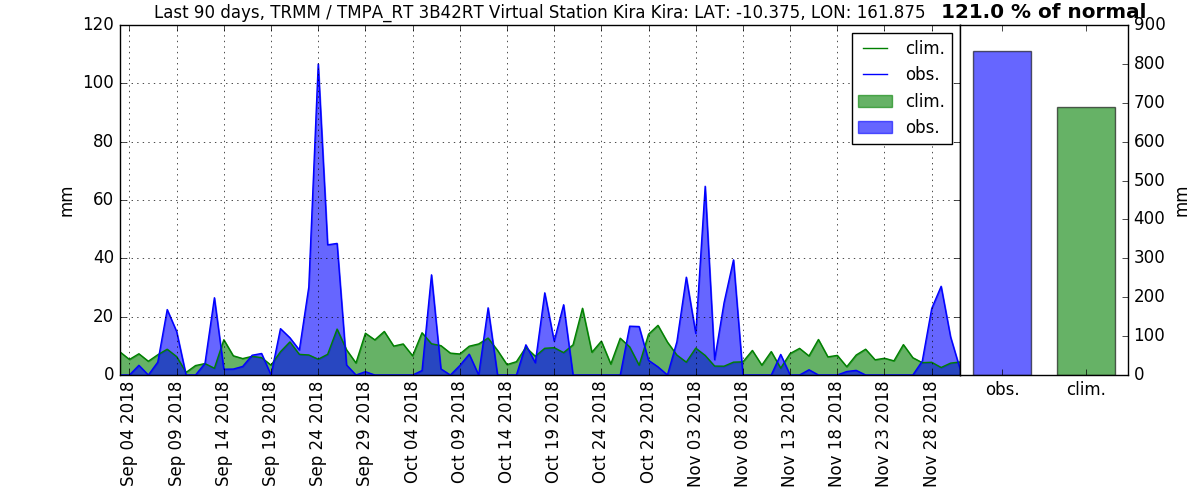 Last 90 days, TRMM / TMPA_RT 3B42RT Virtual Station Kira Kira: LAT: -10.375, LON: 161.875 121.0 % of normal
120
100
80
60
40
20
0
mm
clim.
obs.
clim.
obs.
900
800
700
600
500
400
300
200
100
0
mm
obs. clim.
Sep 04 2018
Sep 09 2018
Sep 14 2018
Sep 19 2018
Sep 24 2018
Sep 29 2018
Oct 04 2018
Oct 09 2018
Oct 14 2018
Oct 19 2018
Oct 24 2018
Oct 29 2018
Nov 03 2018
Nov 08 2018
Nov 13 2018
Nov 18 2018
Nov 23 2018
Nov 28 2018